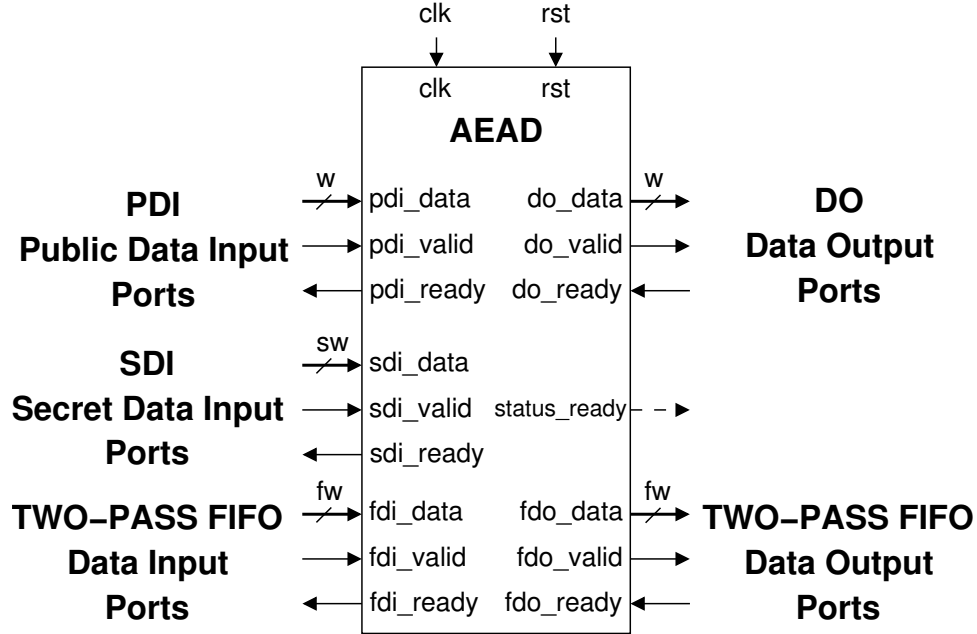 clk rst
clk rst
AEAD
PDI
Public Data Input
Ports
w
pdi_data
pdi_valid
pdi_ready
do_data
do_valid
do_ready
w
DO
Data Output
Ports
SDI
Secret Data Input
Ports
sw
sdi_data
sdi_valid
sdi_ready
status_ready
TWO−PASS FIFO
Data Input
Ports
fw
fdi_data
fdi_valid
fdi_ready
fdo_data
fdo_valid
fdo_ready
fw
TWO−PASS FIFO
Data Output
Ports